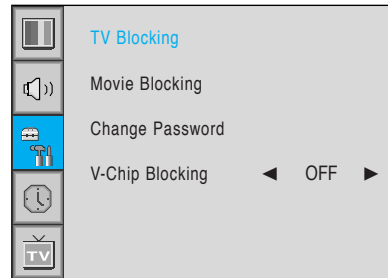 TV Blocking
Movie Blocking
Change Password
V-Chip Blocking ◀ OFF ▶
TV